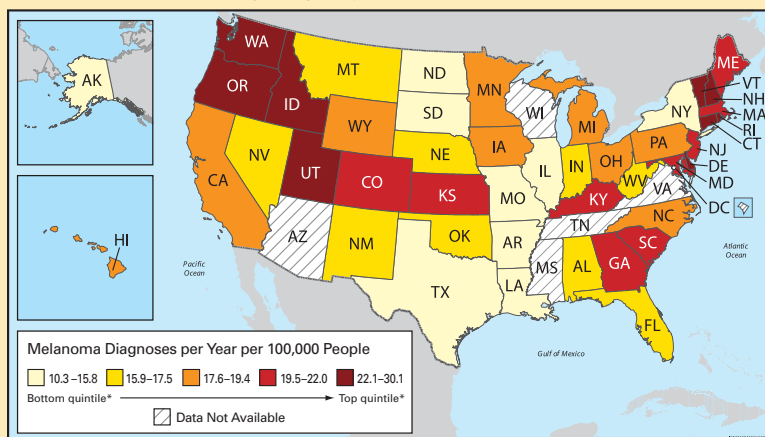 AK
HI
WA
OR
ID
MT
WY
NV
CA
UT
AZ
CO
NM
ND
SD
NE
KS
OK
TX
MN
IA
MO
AR
LA
WI
IL
MS
MI
IN
OH
KY
TN
AL
GA
FL
SC
NC
VA
WV
PA
NY
ME
VT
NH
MA
RI
CT
NJ
DE
MD
DC
Pacific
Ocean
Atlantic
Ocean
Gulf of Mexico
Melanoma Diagnoses per Year per 100,000 People
10.3–15.8 15.9–17.5 17.6–19.4 19.5–22.0 22.1–30.1
Bottom quintile* Top quintile*
Data Not Available